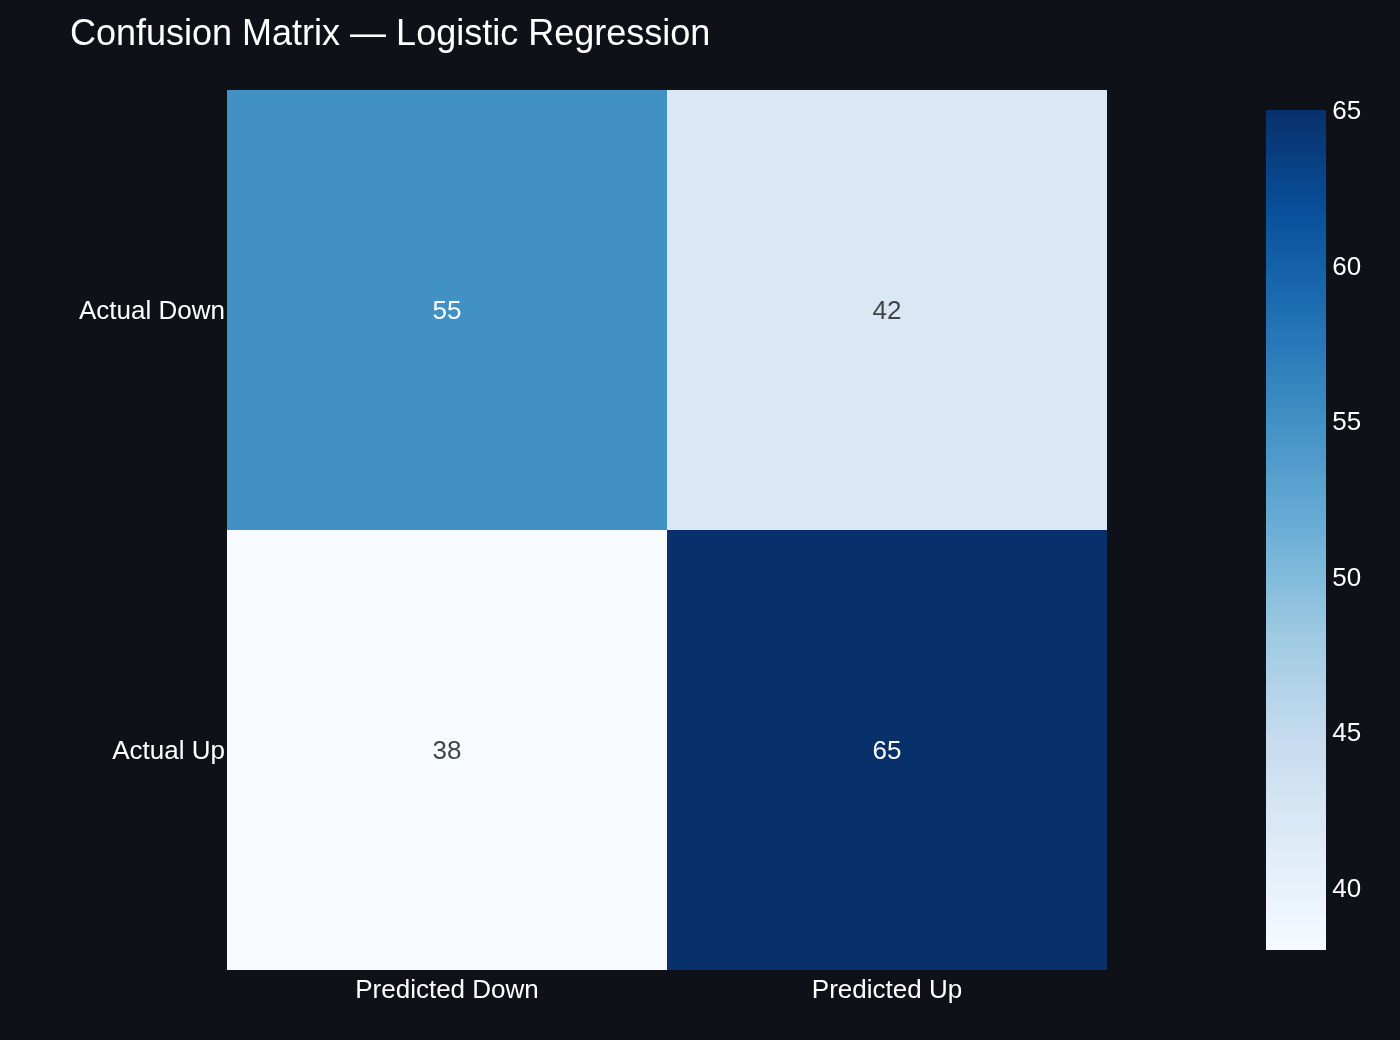 Confusion Matrix — Logistic Regression
Actual Down
55
42
Actual Up
38
65
Predicted Down
Predicted Up
65
60
55
50
45
40